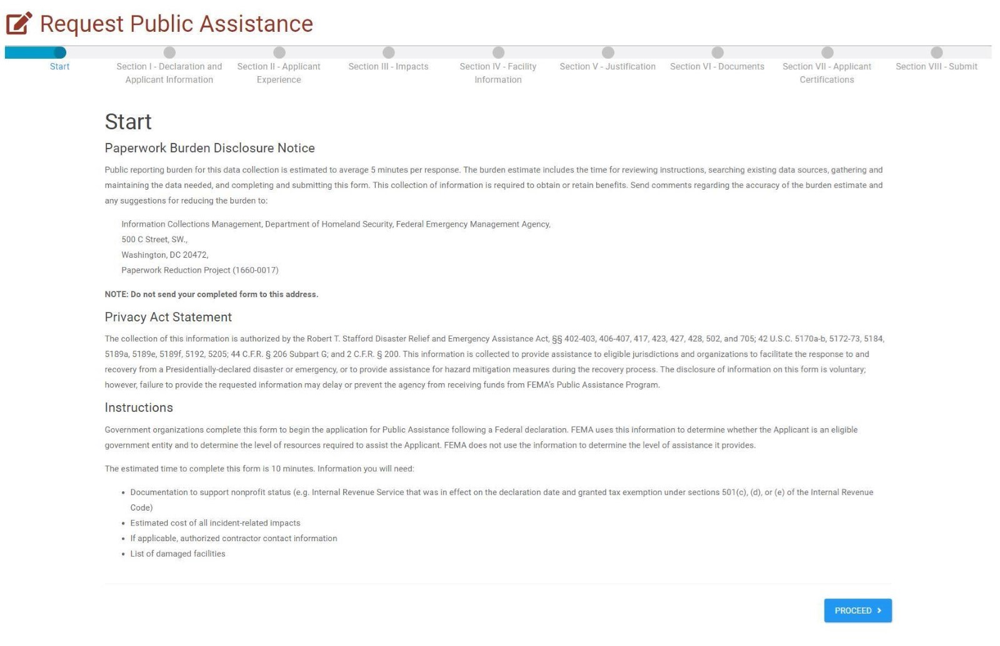 Request Public Assistance
Start
Section I - Declaration and
Applicant Information
Section II - Applicant
Experience
Section III - Impacts
Section IV - Facility
Information
Section V - Justification
Section VI - Documents
Section VII - Applicant
Certifications
Section VIII - Submit
Start
Paperwork Burden Disclosure Notice
Public reporting burden for this data collection is estimated to average 5 minutes per response. The burden estimate includes the time for reviewing instructions, searching existing data sources, gathering and
maintaining the data needed, and completing and submitting this form. This collection of information is required to obtain or retain benefits. Send comments regarding the accuracy of the burden estimate and
any suggestions for reducing the burden to:
Information Collections Management, Department of Homeland Security, Federal Emergency Management Agency,
500 C Street, SW.,
Washington, DC 20472,
Paperwork Reduction Project (1660-0017)
NOTE: Do not send your completed form to this address.
Privacy Act Statement
The collection of this information is authorized by the Robert T. Stafford Disaster Relief and Emergency Assistance Act, §§ 402-403, 406-407, 417, 423, 427, 428, 502, and 705; 42 U.S.C. 5170a-b, 5172-73, 5184,
5189a, 5189e, 5189f, 5192, 5205; 44 C.F.R. § 206 Subpart G; and 2 C.F.R. § 200. This information is collected to provide assistance to eligible jurisdictions and organizations to facilitate the response to and
recovery from a Presidentially-declared disaster or emergency, or to provide assistance for hazard mitigation measures during the recovery process. The disclosure of information on this form is voluntary;
however, failure to provide the requested information may delay or prevent the agency from receiving funds from FEMA's Public Assistance Program.
Instructions
Government organizations complete this form to begin the application for Public Assistance following a Federal declaration. FEMA uses this information to determine whether the Applicant is an eligible
government entity and to determine the level of resources required to assist the Applicant. FEMA does not use the information to determine the level of assistance it provides.
The estimated time to complete this form is 10 minutes. Information you will need:
• Documentation to support nonprofit status (e.g. Internal Revenue Service that was in effect on the declaration date and granted tax exemption under sections 501(c), (d), or (e) of the Internal Revenue
Code)
• Estimated cost of all incident-related impacts
• If applicable, authorized contractor contact information
• List of damaged facilities
PROCEED >